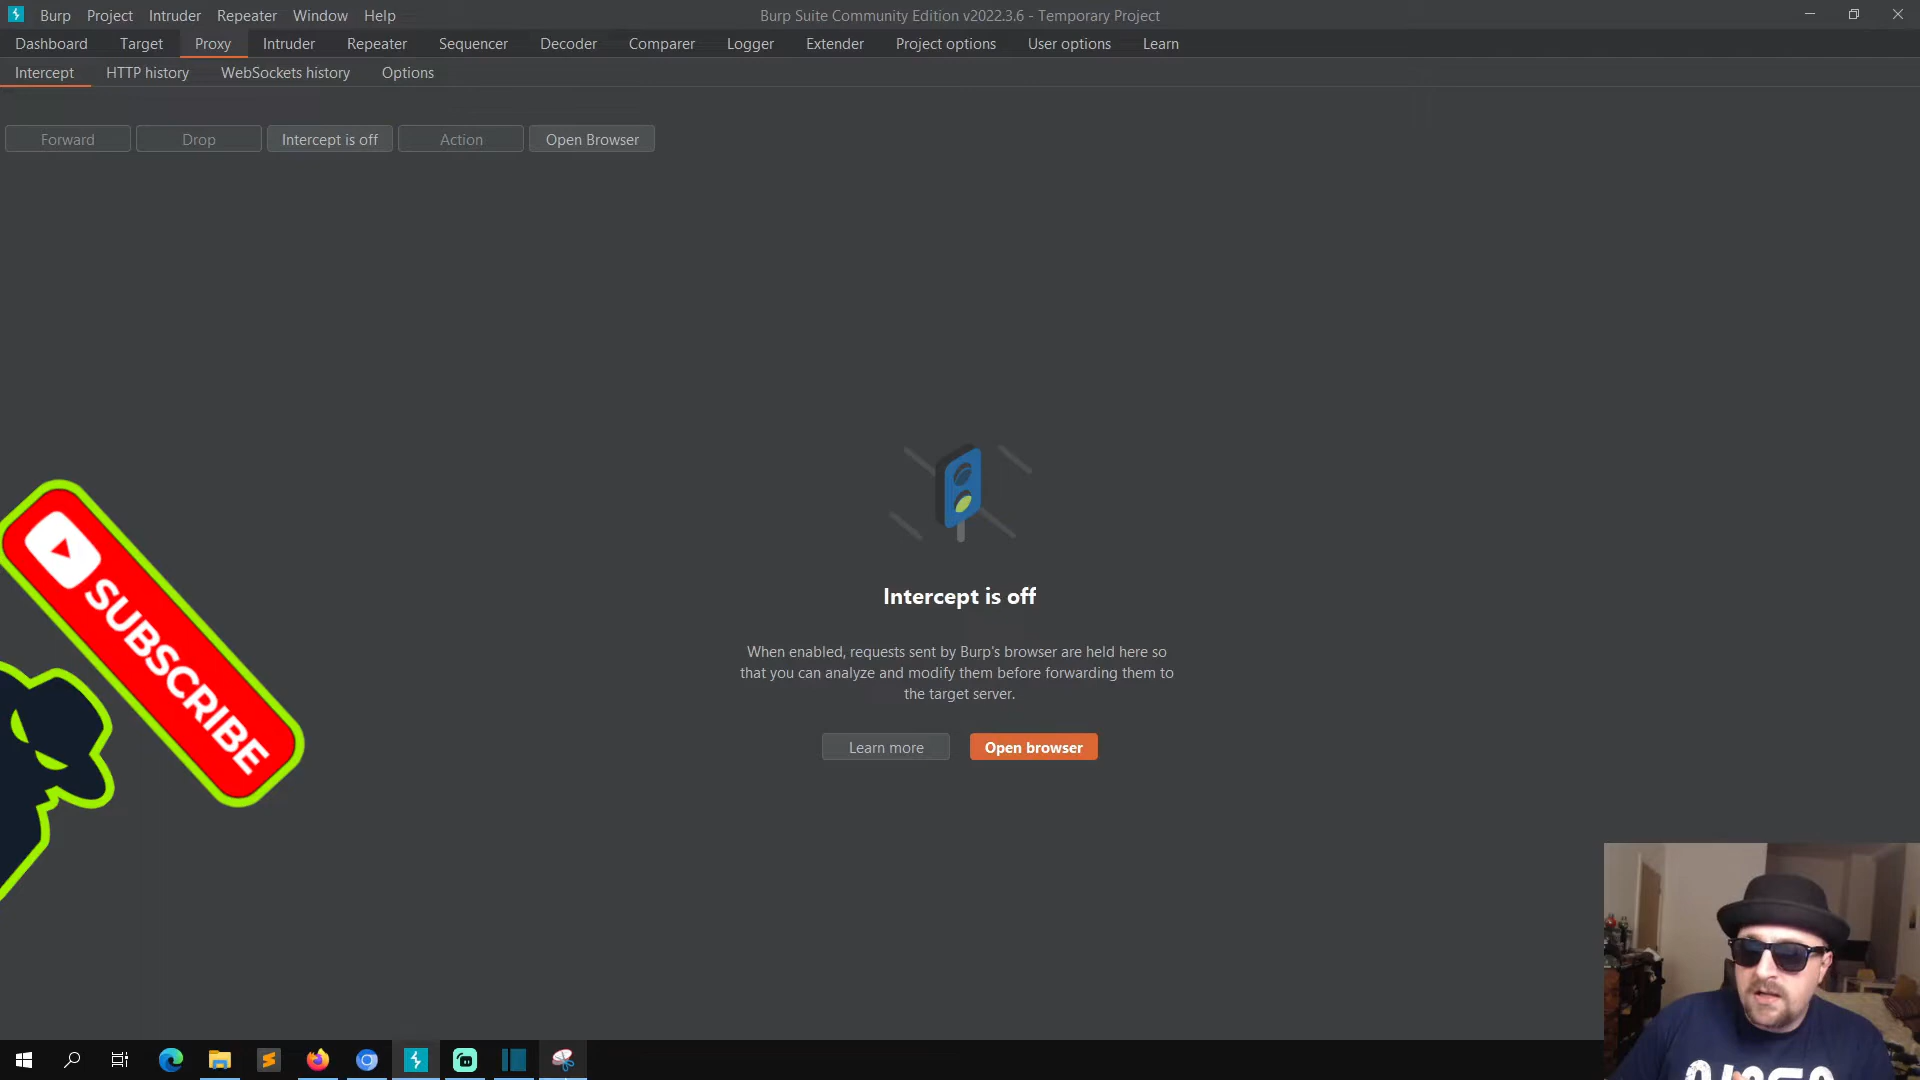 Burp Project Intruder Repeater Window Help Burp Suite Community Edition v2022.3.6 - Temporary Project
Dashboard Target Proxy Intruder Repeater Sequencer Decoder Comparer Logger Extender Project options User options Learn
Intercept HTTP history WebSockets history Options
Forward Drop Intercept is off Action Open Browser
Intercept is off
When enabled, requests sent by Burp's browser are held here so
that you can analyze and modify them before forwarding them to
the target server.
Learn more Open browser
SUBSCRIBE